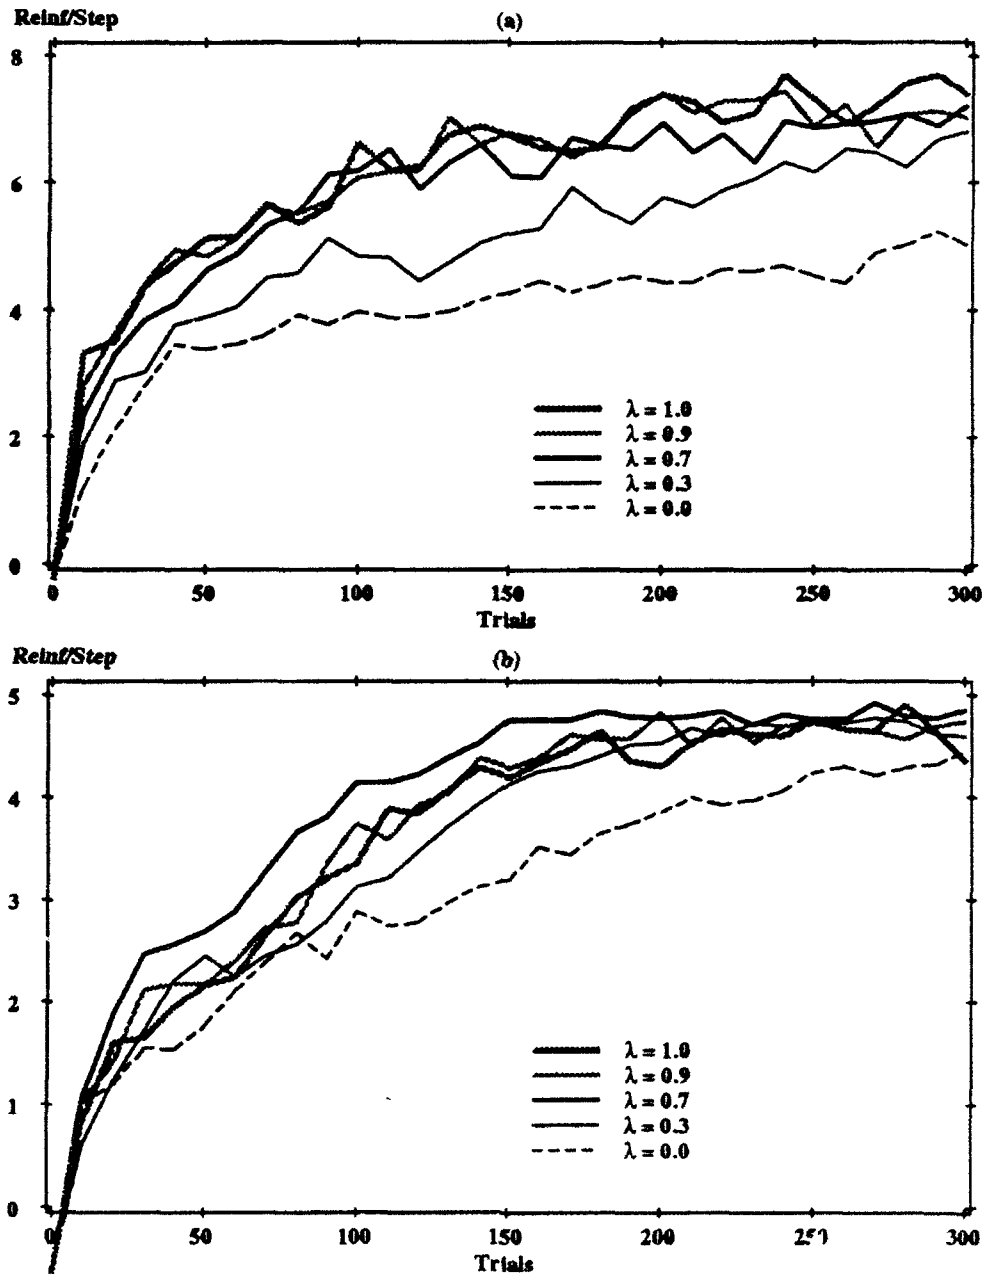 Reinf/Step
(a)
8
6
4
2
0
λ = 1.0
λ = 0.9
λ = 0.7
λ = 0.3
λ = 0.0
0 50 100 150 200 250 300
Trials
Reinf/Step
(b)
5
4
3
2
1
0
λ = 1.0
λ = 0.9
λ = 0.7
λ = 0.3
λ = 0.0
0 50 100 150 200 300
Trials